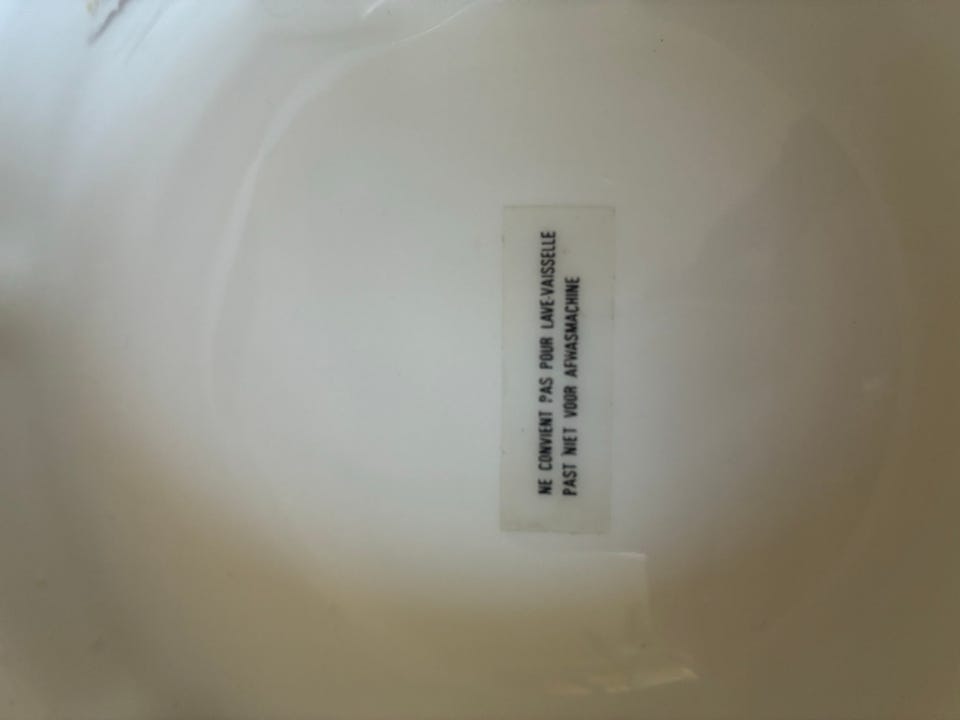 NE CONVIENT PAS POUR LAVE-VAISSELLE
PAST NIET VOOR AFWASMACHINE